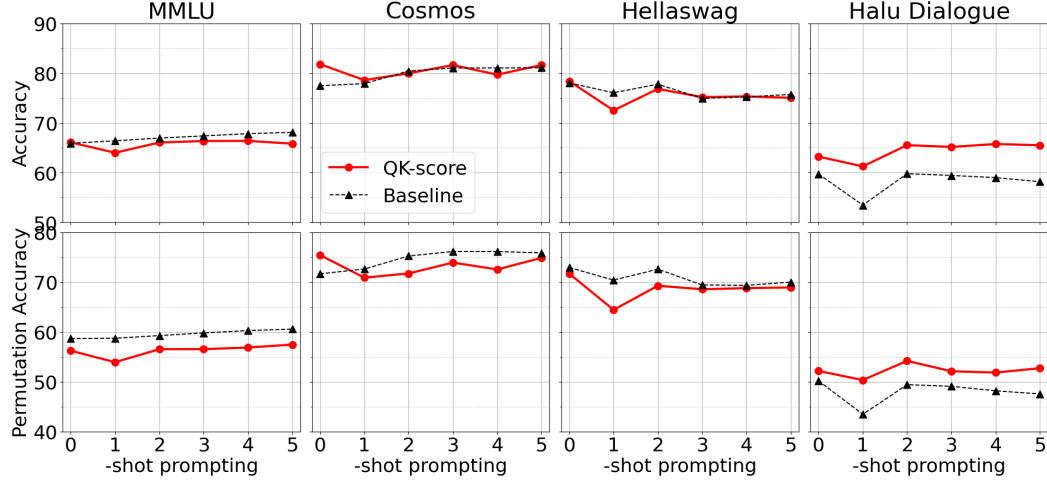 MMLU Cosmos Hellaswag Halu Dialogue
90
80
70
60
50
Accuracy
QK-score
Baseline
80
70
60
50
40
Permutation Accuracy
0 1 2 3 4 5 0 1 2 3 4 5 0 1 2 3 4 5 0 1 2 3 4 5
-shot prompting -shot prompting -shot prompting -shot prompting